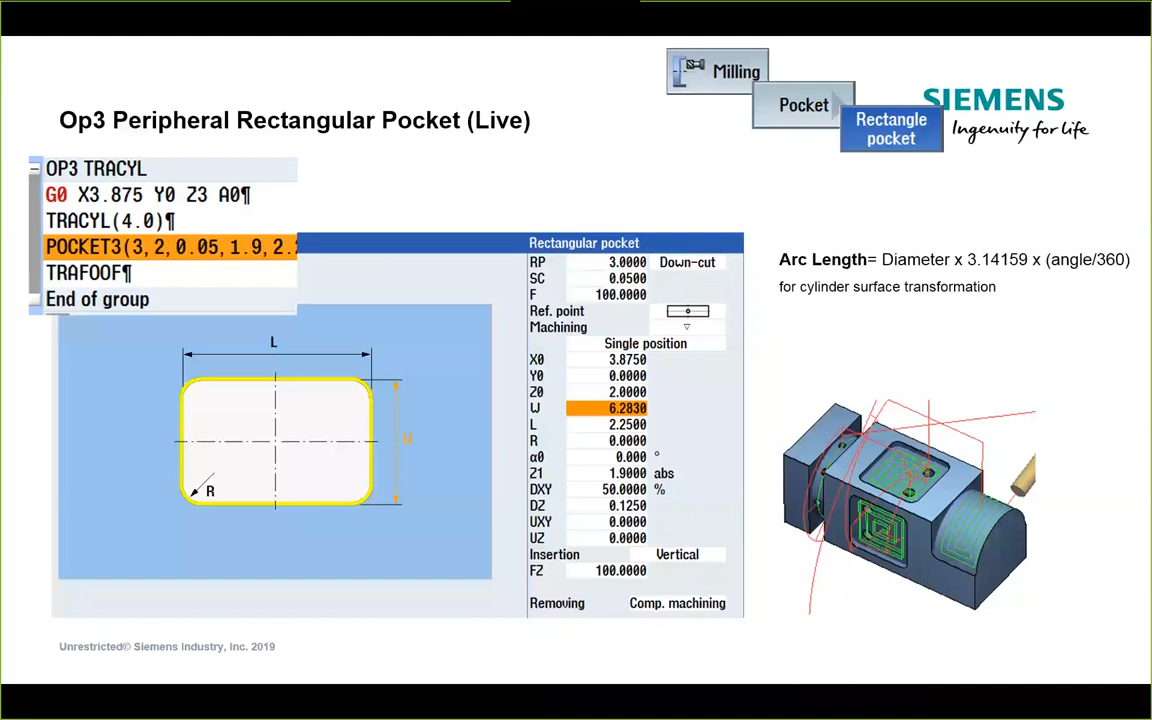 Milling
Pocket
Rectangle
pocket
SIEMENS
Ingenuity for life
Op3 Peripheral Rectangular Pocket (Live)
OP3 TRACYL
G0 X3.875 Y0 Z3 A0¶
TRACYL(4.0)¶
POCKET3(3,2,0.05,1.9,2.
TRAFOOF¶
End of group
Rectangular pocket
RP 3.0000 Down-cut
SC 0.0500
F 100.0000
Ref. point
Machining ▽
Single position
X0 3.8750
Y0 0.0000
Z0 2.0000
W 6.2830
L 2.2500
R 0.0000
α0 0.000 °
Z1 1.9000 abs
DXY 50.0000 %
DZ 0.1250
UXY 0.0000
UZ 0.0000
Insertion Vertical
FZ 100.0000
Removing Comp. machining
L
W
R
Arc Length= Diameter x 3.14159 x (angle/360)
for cylinder surface transformation
Unrestricted© Siemens Industry, Inc. 2019